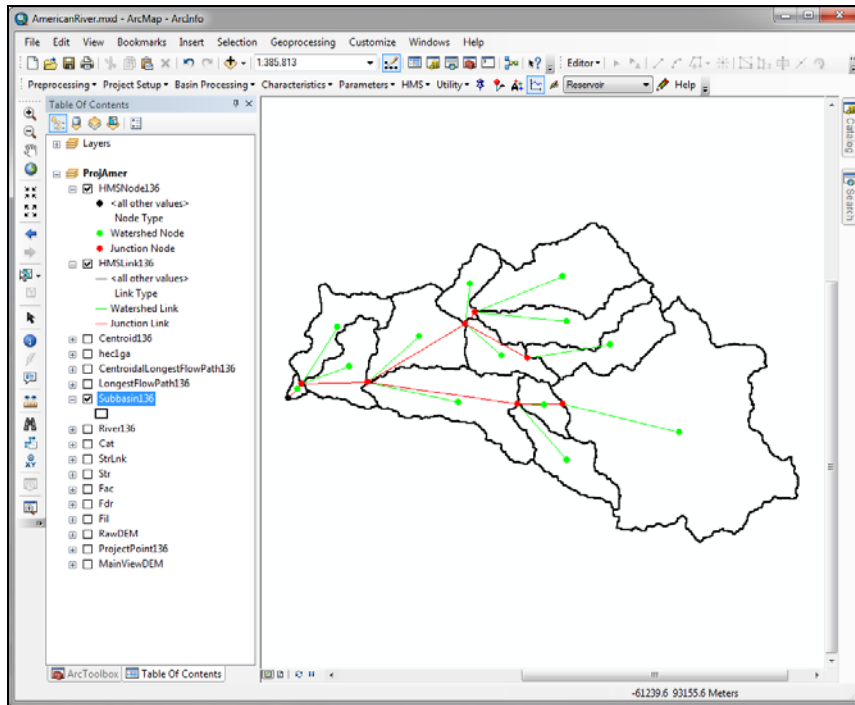 AmericanRiver.mxd - ArcMap - ArcInfo
File Edit View Bookmarks Insert Selection Geoprocessing Customize Windows Help
1:385,813 Editor
Preprocessing Project Setup Basin Processing Characteristics Parameters HMS Utility Reservoir Help
Table Of Contents
Layers
ProjAmer
HMSNode136
<all other values>
Node Type
Watershed Node
Junction Node
HMSLink136
<all other values>
Link Type
Watershed Link
Junction Link
Centroid136
hec1ga
CentroidalLongestFlowPath136
LongestFlowPath136
Subbasin136
River136
Cat
StrLnk
Str
Fac
Fdr
Fil
RawDEM
ProjectPoint136
MainViewDEM
Catalog
Search
XY
ArcToolbox Table Of Contents
-61239.6 93155.6 Meters